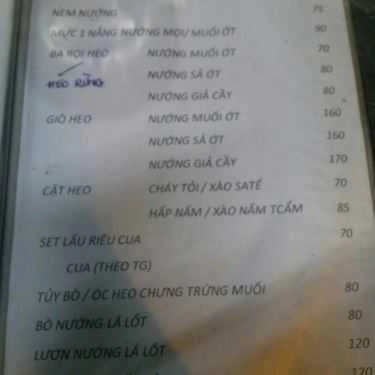 NEM NƯỚNG 75
MỰC 1 NẮNG NƯỚNG MỌI MUỐI ỚT 90
BA RỌI HEO NƯỚNG MUỐI ỚT 70
HEO RỪNG NƯỚNG SẢ ỚT 80
NƯỚNG GIẢ CẦY 80
GIÒ HEO NƯỚNG MUỐI ỚT 160
NƯỚNG SẢ ỚT 160
NƯỚNG GIẢ CẦY 170
CẬT HEO CHÁY TỎI / XÀO SATẾ 70
HẤP NẤM / XÀO NẤM TCẨM 85
SET LẨU RIÊU CUA 70
CUA (THEO TG)
TỦY BÒ / ÓC HEO CHƯNG TRỨNG MUỐI 80
BÒ NƯỚNG LÁ LỐT 80
LƯƠN NƯỚNG LÁ LỐT 120
120